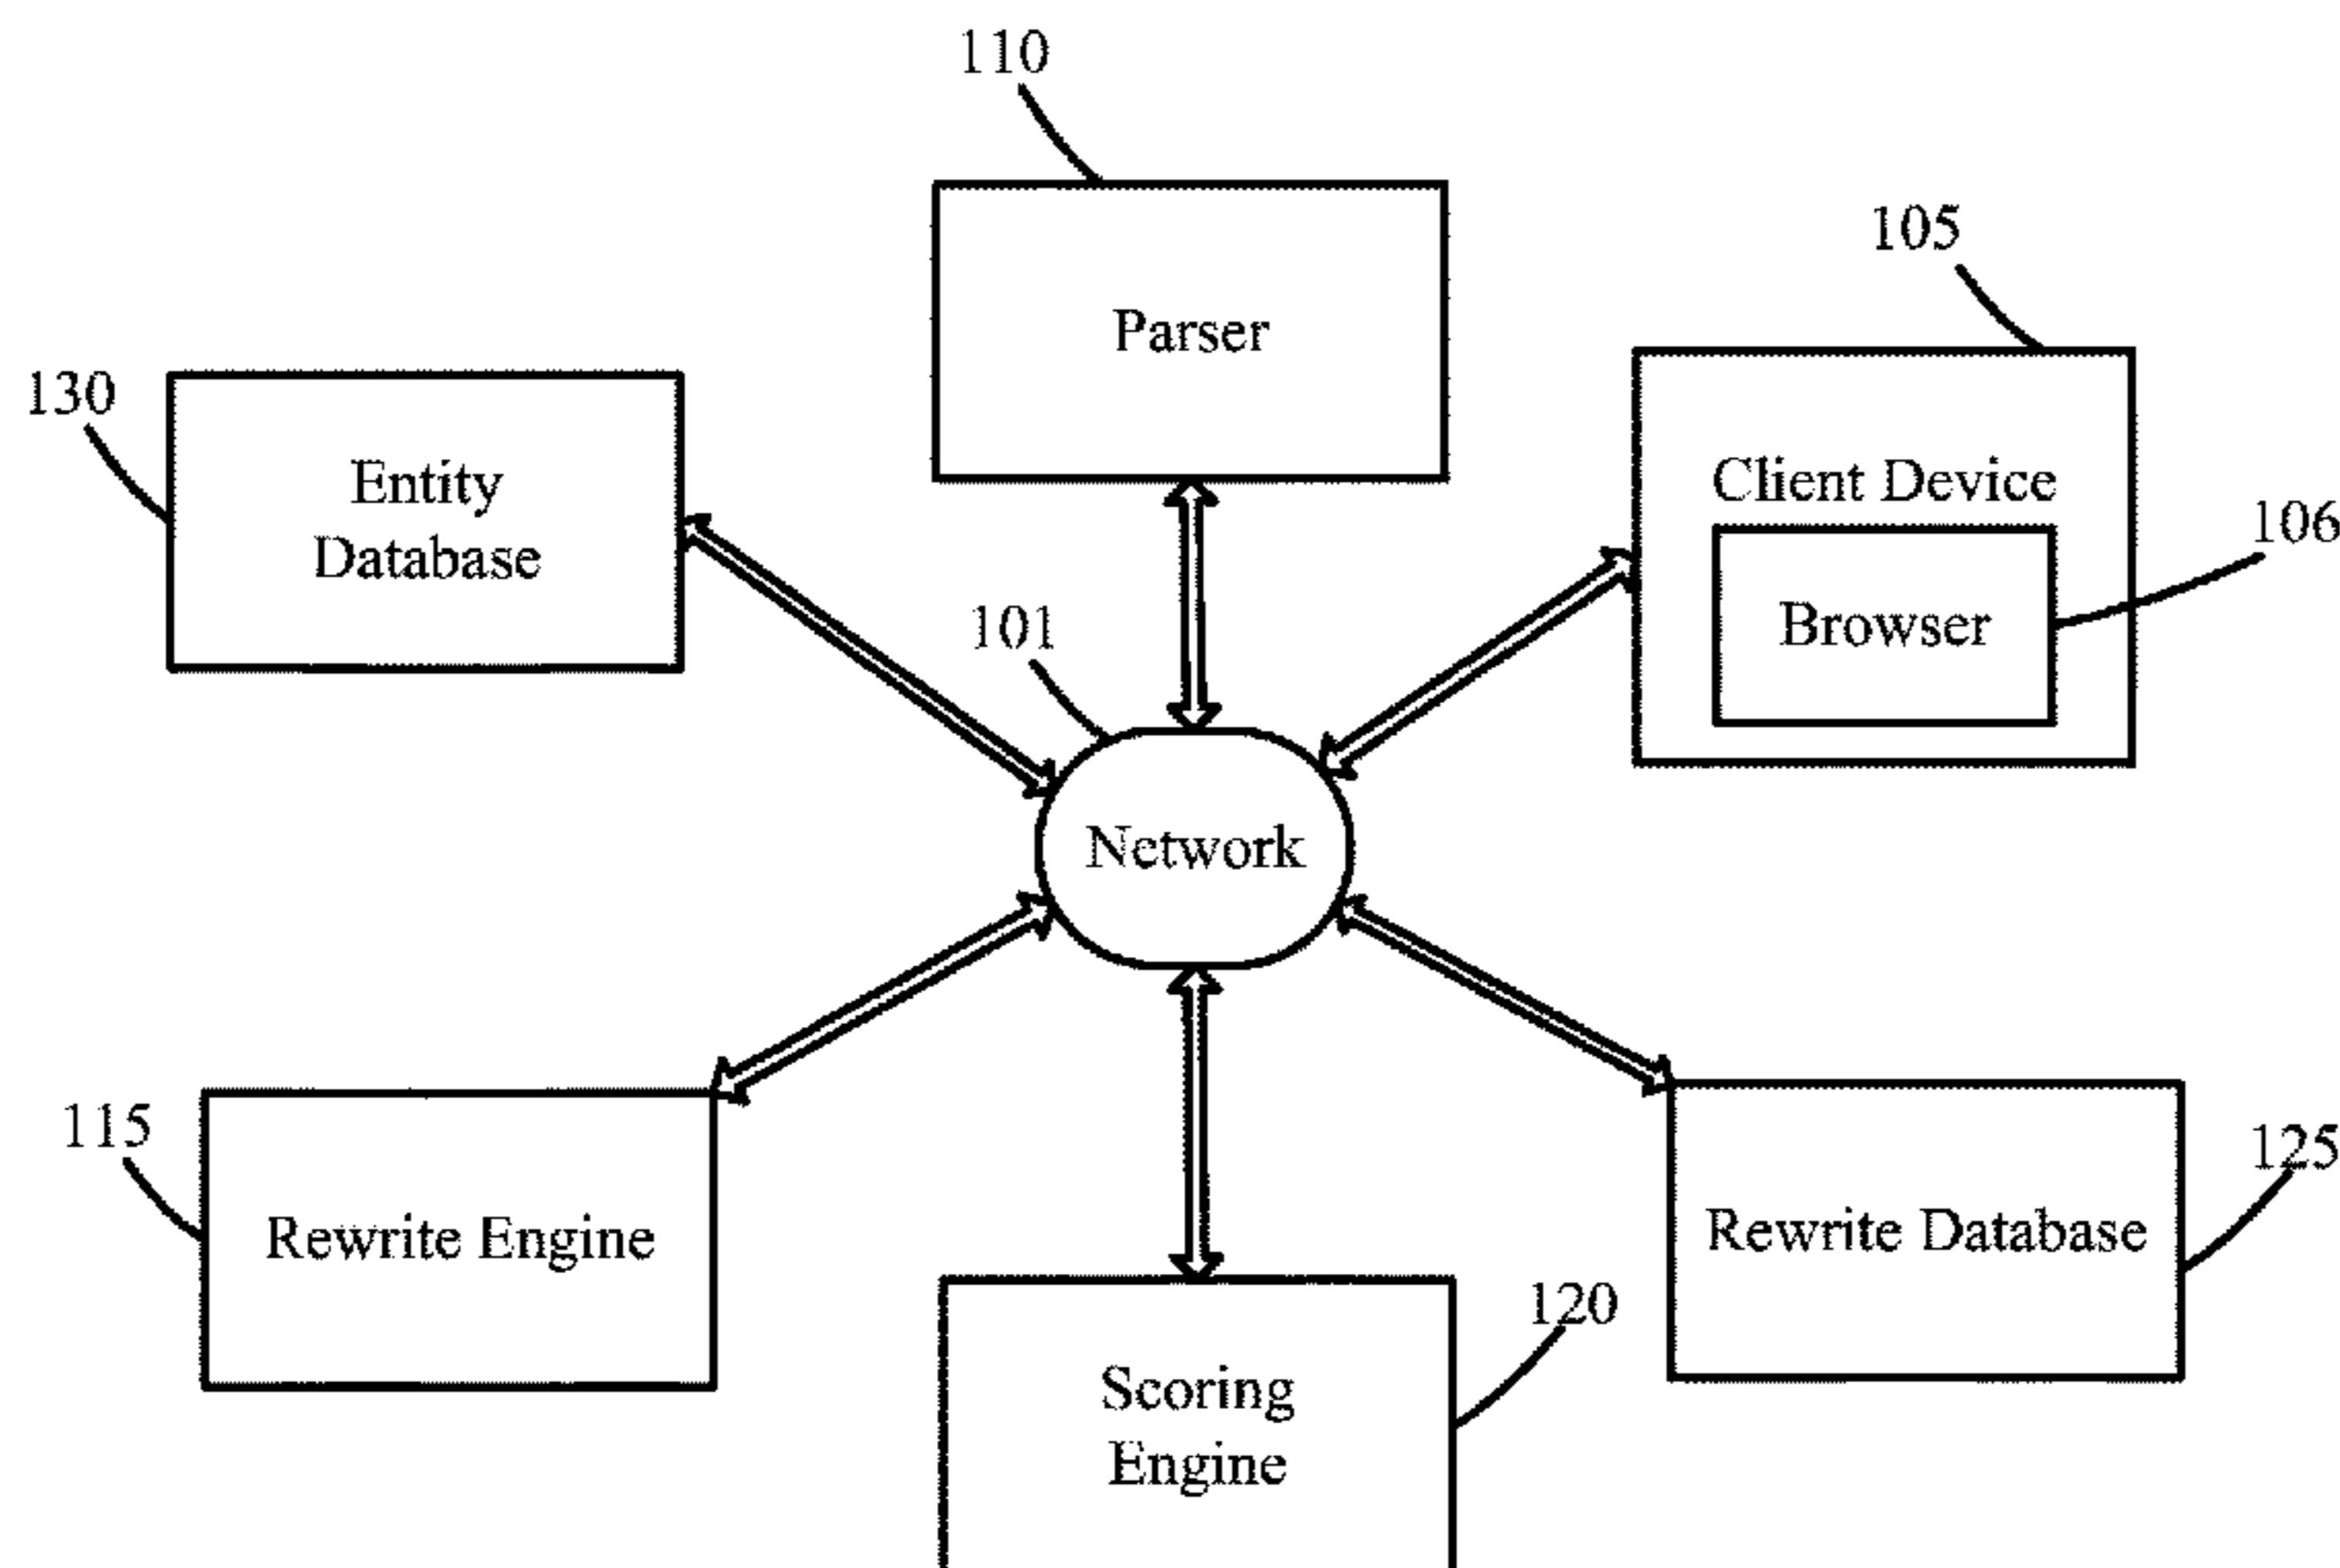 110
Parser
105
Client Device
106
Browser
130
Entity
Database
101
Network
115
Rewrite Engine
125
Rewrite Database
120
Scoring
Engine